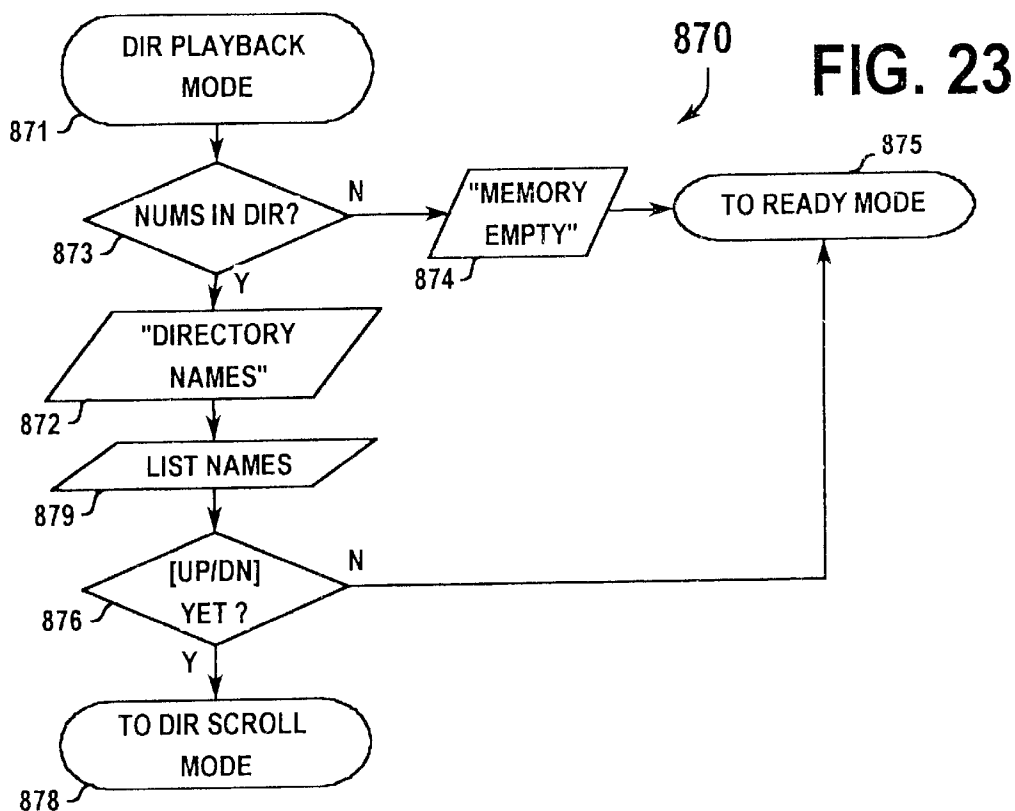 DIR PLAYBACK
MODE
871
870
FIG. 23
NUMS IN DIR?
873
N
Y
"MEMORY
EMPTY"
874
875
TO READY MODE
"DIRECTORY
NAMES"
872
LIST NAMES
879
[UP/DN]
YET ?
876
N
Y
TO DIR SCROLL
MODE
878